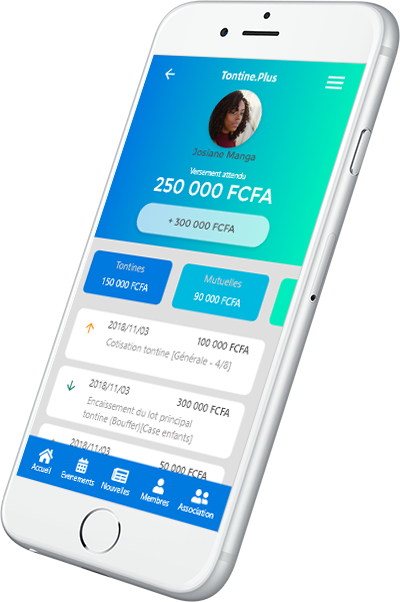 Tontine.Plus
Josiane Manga
Versement attendu
250 000 FCFA
+ 300 000 FCFA
Tontines
150 000 FCFA
Mutuelles
90 000 FCFA
2018/11/03
100 000 FCFA
Cotisation tontine [Générale - 4/8]
2018/11/03
300 000 FCFA
Encaissement du lot principal
tontine [Bouffer][Case enfants]
2018/11/03
50 000 FCFA
Accueil
Evenements
Nouvelles
Membres
Association